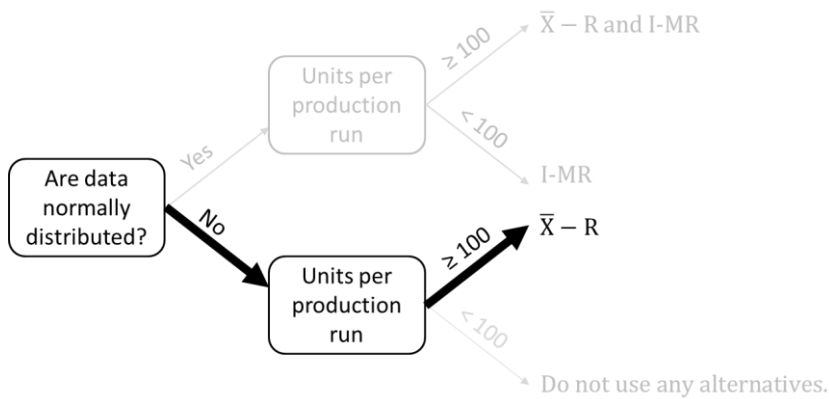 ≥ 100
X̅ – R and I-MR
Units per
production
run
< 100
Yes
I-MR
Are data
normally
distributed?
No
≥ 100
X̅ – R
Units per
production
run
< 100
Do not use any alternatives.